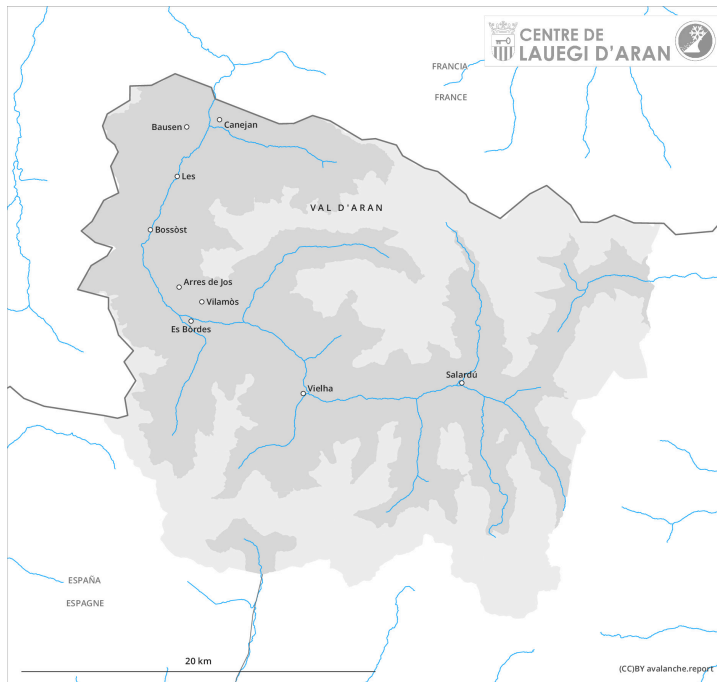 CENTRE DE
LAUEGI D'ARAN
FRANCIA
FRANCE
Canejan
Bausen
Les
VAL D'ARAN
Bossòst
Arres de Jos
Vilamòs
Es Bòrdes
Salardú
Vielha
ESPAÑA
ESPAGNE
20 km
(CC)BY avalanche.report